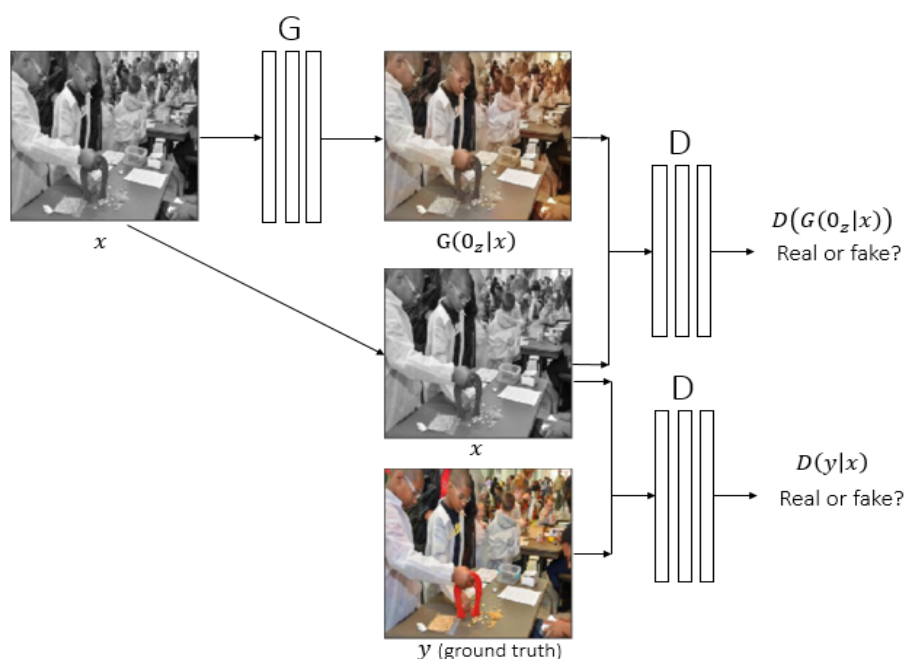 G
x
G(0_z|x)
D
D(G(0_z|x))
Real or fake?
x
D
D(y|x)
Real or fake?
y (ground truth)